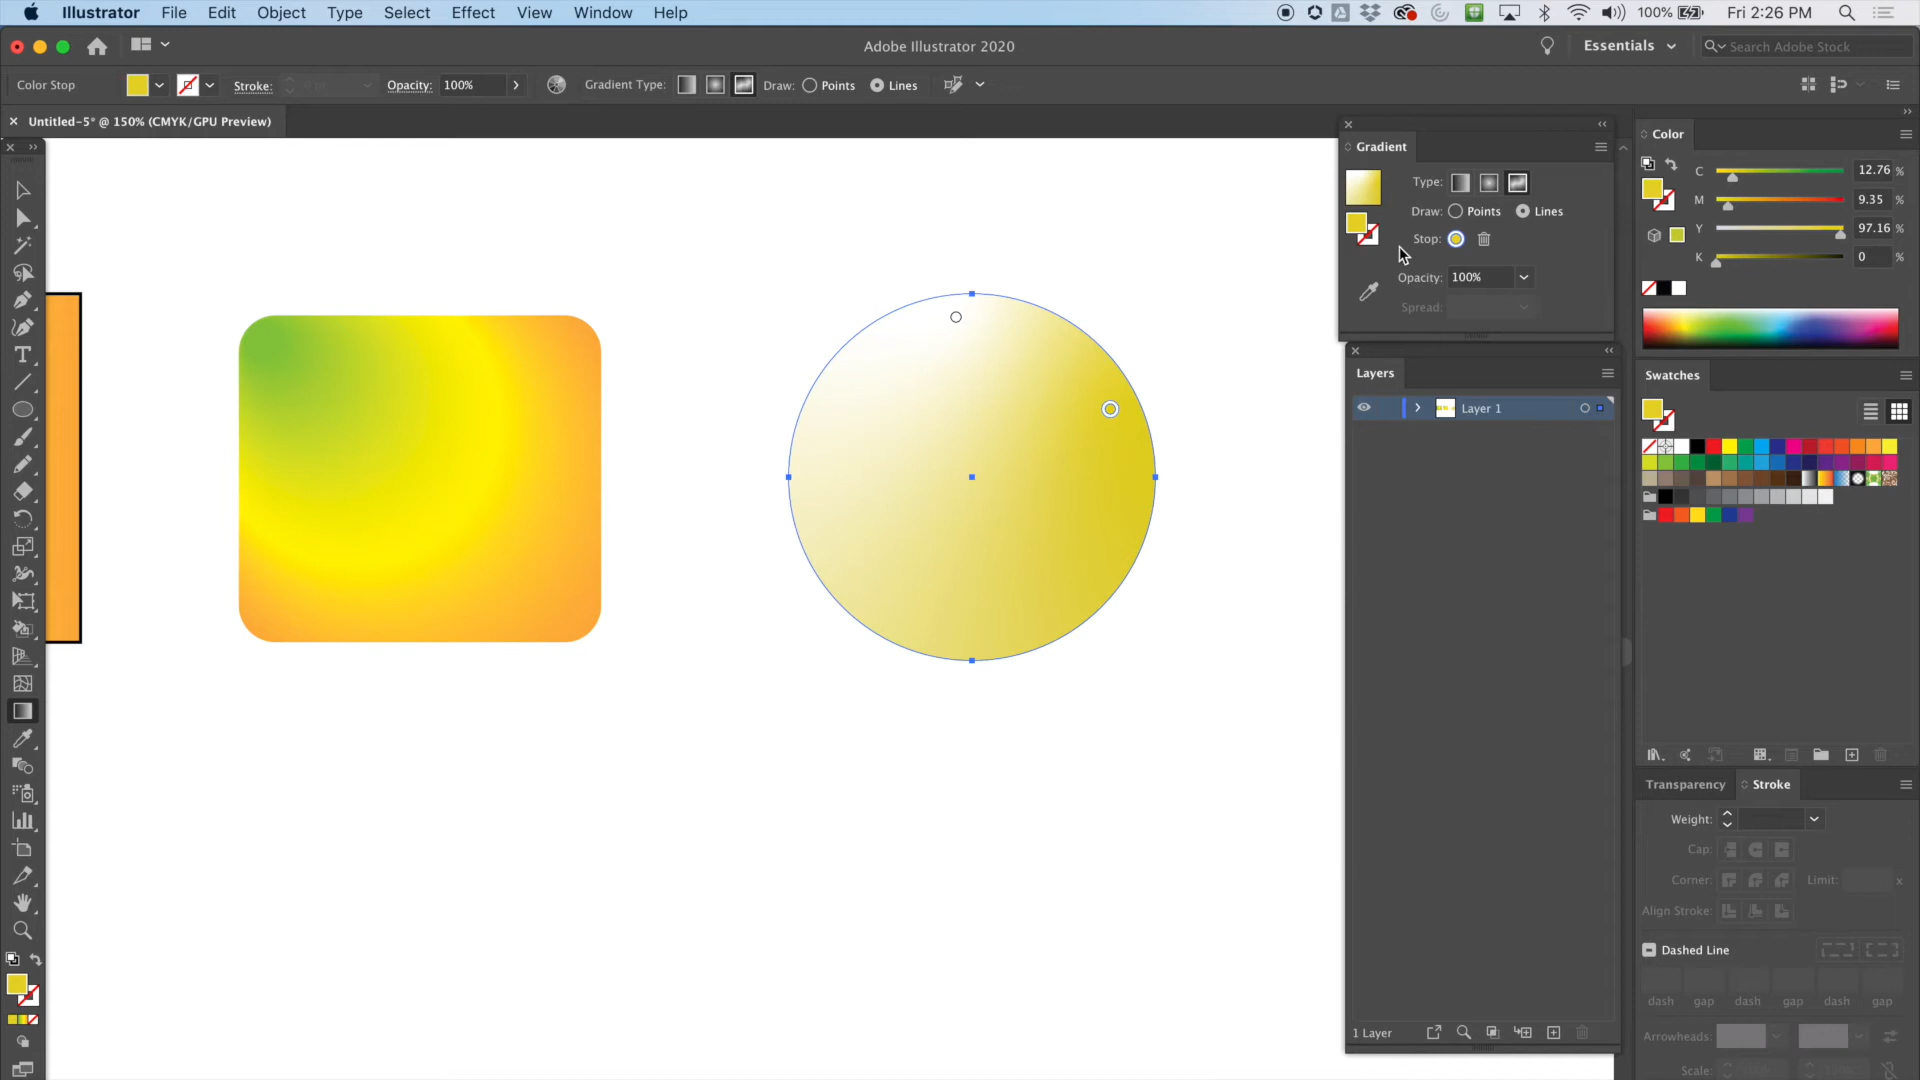 Illustrator File Edit Object Type Select Effect View Window Help 100% Fri 2:26 PM
Adobe Illustrator 2020 Essentials Search Adobe Stock
Color Stop Stroke: Opacity: 100% Gradient Type: Draw: Points Lines
Untitled-5* @ 150% (CMYK/GPU Preview)
Gradient
Type:
Draw: Points Lines
Stop:
Opacity: 100%
Spread:
Layers
Layer 1
1 Layer
Color
C 12.76 %
M 9.35 %
Y 97.16 %
K 0 %
Swatches
Transparency Stroke
Weight:
Cap:
Corner: Limit: x
Align Stroke:
Dashed Line
dash gap dash gap dash gap
Arrowheads:
Scale: